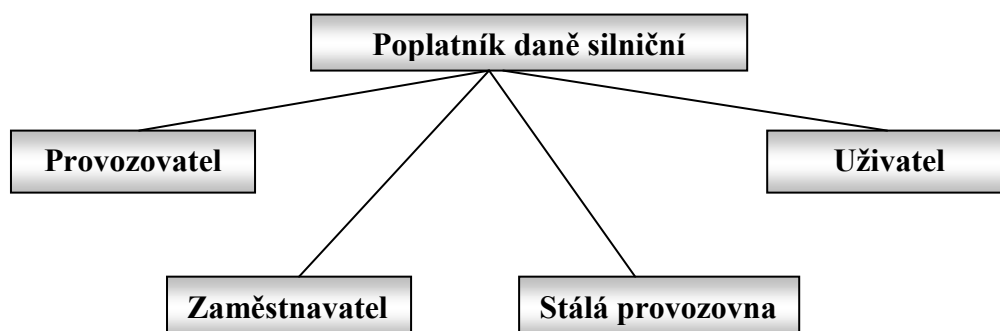 Poplatník daně silniční
Provozovatel
Uživatel
Zaměstnavatel
Stálá provozovna